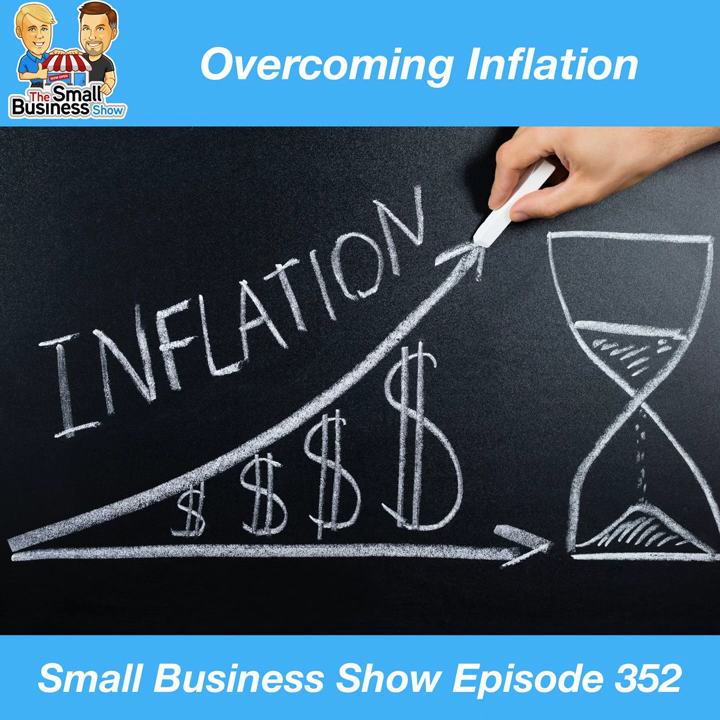 The Small
Business Show
Overcoming Inflation
INFLATION
$ $ $ $
Small Business Show Episode 352